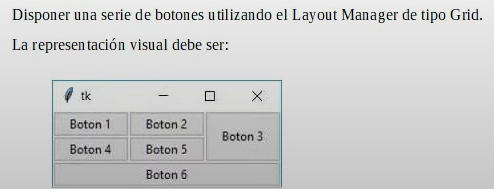 Disponer una serie de botones utilizando el Layout Manager de tipo Grid.
La representación visual debe ser:
tk
Boton 1 Boton 2 Boton 3
Boton 4 Boton 5
Boton 6